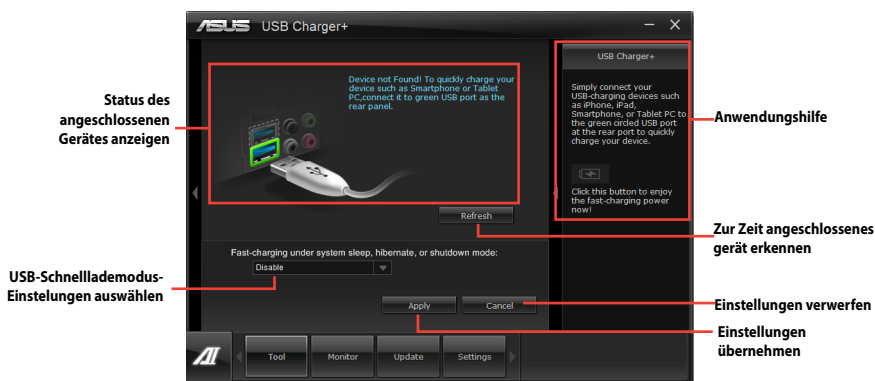 ASUS USB Charger+
Status des
angeschlossenen
Gerätes anzeigen
Device not Found! To quickly charge your
device such as Smartphone or Tablet
PC,connect it to green USB port as the
rear panel.
Refresh
Fast-charging under system sleep, hibernate, or shutdown mode:
Disable
USB-Schnelllademodus-
Einstelungen auswählen
Apply
Cancel
Tool
Monitor
Update
Settings
USB Charger+
Simply connect your
USB-charging devices such
as iPhone, iPad,
Smartphone, or Tablet PC to
the green circled USB port
at the rear port to quickly
charge your device.
Click this button to enjoy
the fast-charging power
now!
Anwendungshilfe
Zur Zeit angeschlossenes
gerät erkennen
Einstellungen verwerfen
Einstellungen
übernehmen